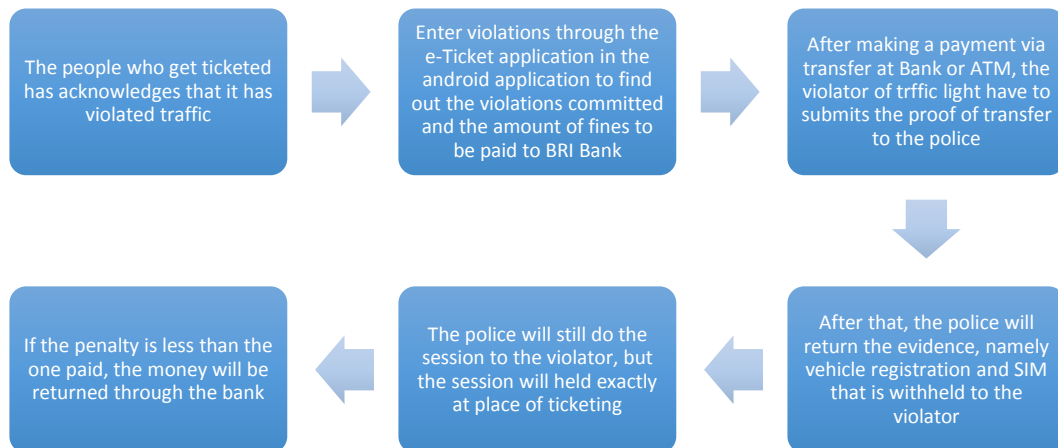 The people who get ticketed
has acknowledges that it has
violated traffic
Enter violations through the
e-Ticket application in the
android application to find
out the violations committed
and the amount of fines to
be paid to BRI Bank
After making a payment via
transfer at Bank or ATM, the
violator of trffic light have to
submits the proof of transfer
to the police
After that, the police will
return the evidence, namely
vehicle registration and SIM
that is withheld to the
violator
The police will still do the
session to the violator, but
the session will held exactly
at place of ticketing
If the penalty is less than the
one paid, the money will be
returned through the bank